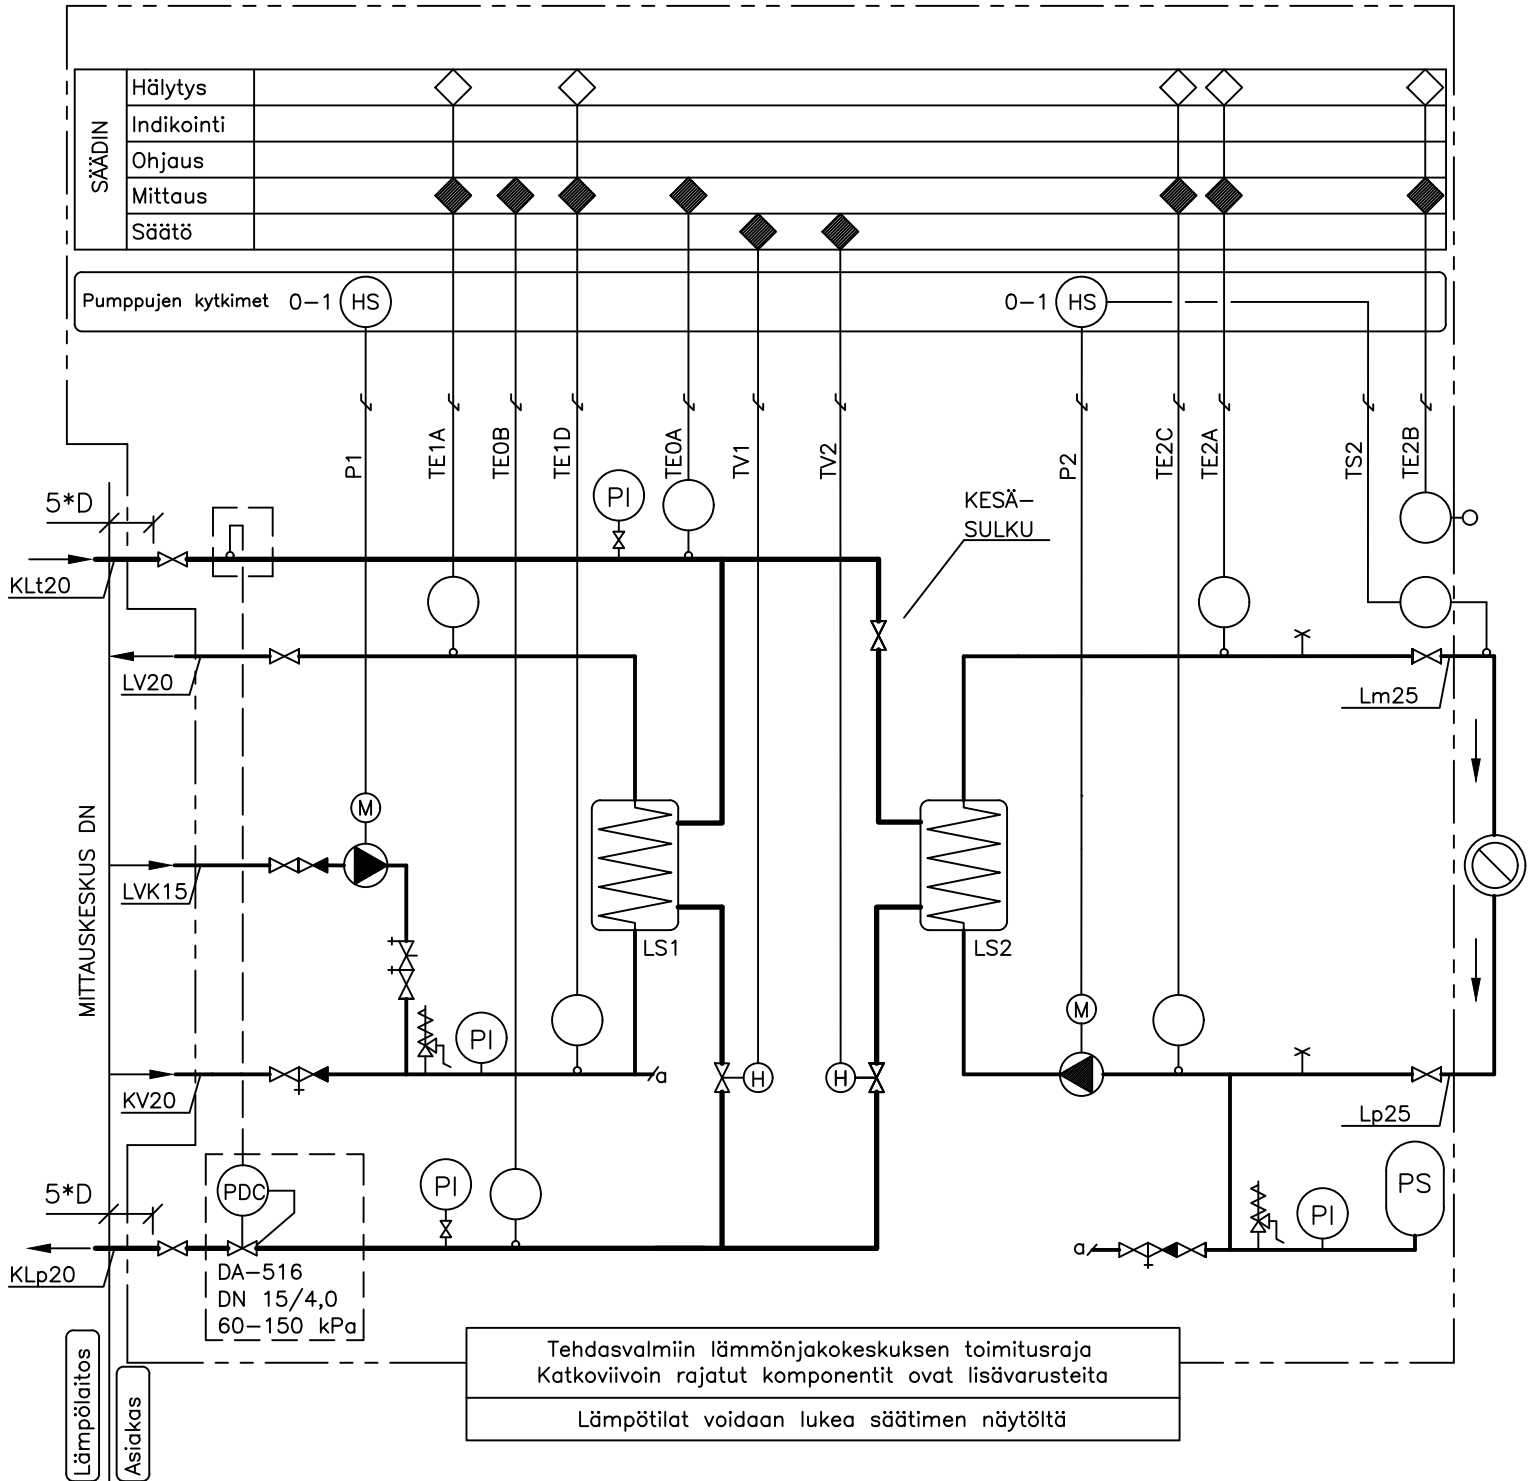 SÄÄDIN
Hälytys
Indikointi
Ohjaus
Mittaus
Säätö
Pumppujen kytkimet 0-1 HS
0-1 HS
P1
TE1A
TE0B
TE1D
TE0A
TV1
TV2
P2
TE2C
TE2A
TS2
TE2B
5*D
PI
KESÄ-
SULKU
KLt20
LV20
Lm25
MITTAUSKESKUS DN
M
LVK15
LS1
LS2
M
PI
KV20
a
H
H
Lp25
5*D
PDC
PI
PS
PI
a
KLp20
DA-516
DN 15/4,0
60-150 kPa
Lämpölaitos
Asiakas
Tehdasvalmiin lämmönjakokeskuksen toimitusraja
Katkoviivoin rajatut komponentit ovat lisävarusteita
Lämpötilat voidaan lukea säätimen näytöltä